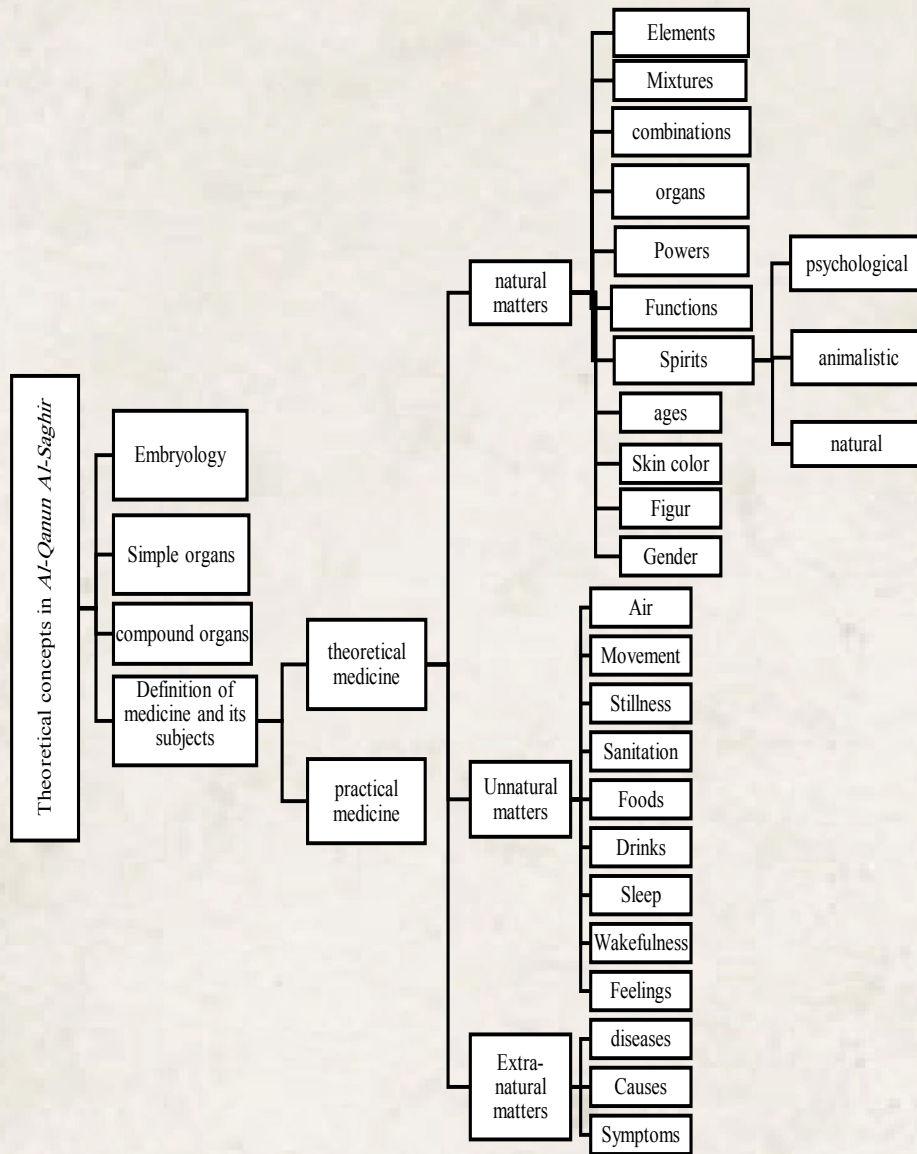 Theoretical concepts in Al-Qanun Al-Saghir
Embryology
Simple organs
compound organs
Definition of
medicine and its
subjects
theoretical
medicine
practical
medicine
natural
matters
Elements
Mixtures
combinations
organs
Powers
Functions
Spirits
psychological
animalistic
natural
ages
Skin color
Figur
Gender
Unnatural
matters
Air
Movement
Stillness
Sanitation
Foods
Drinks
Sleep
Wakefulness
Feelings
Extra-
natural
matters
diseases
Causes
Symptoms